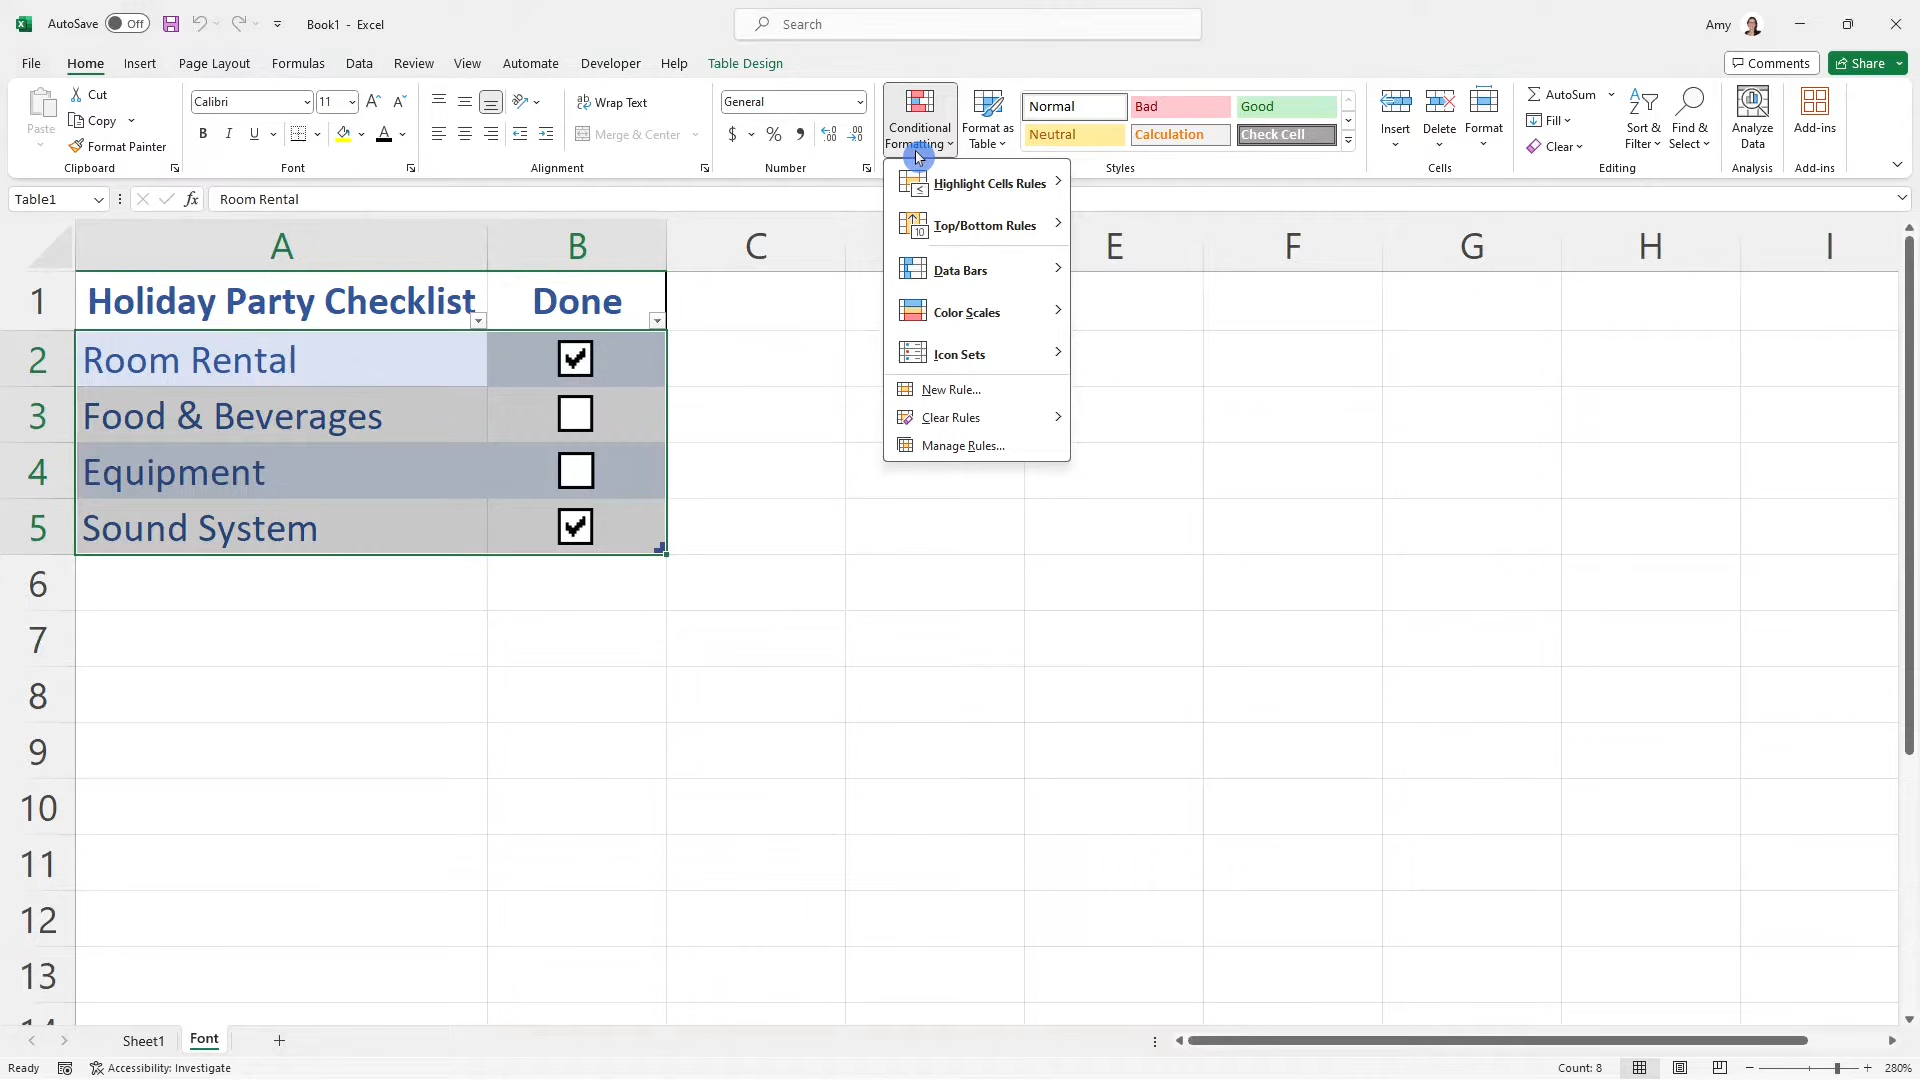 AutoSave Off Book1 - Excel Search Amy
File Home Insert Page Layout Formulas Data Review View Automate Developer Help Table Design Comments Share
Paste
Cut
Copy
Format Painter
Clipboard
Calibri 11
B I U A
Font
Wrap Text
Merge & Center
Alignment
General
$ % ,
Number
Conditional Formatting
Format as Table
Normal Bad Good
Neutral Calculation Check Cell
Styles
Insert Delete Format
Cells
AutoSum
Fill
Clear
Sort & Filter
Find & Select
Editing
Analyze Data
Analysis
Add-ins
Add-ins
Table1 fx Room Rental
Highlight Cells Rules
Top/Bottom Rules
Data Bars
Color Scales
Icon Sets
New Rule...
Clear Rules
Manage Rules...
A B C E F G H I
1 Holiday Party Checklist Done
2 Room Rental
3 Food & Beverages
4 Equipment
5 Sound System
6
7
8
9
10
11
12
13
14
Sheet1 Font
Ready Accessibility: Investigate Count: 8 280%